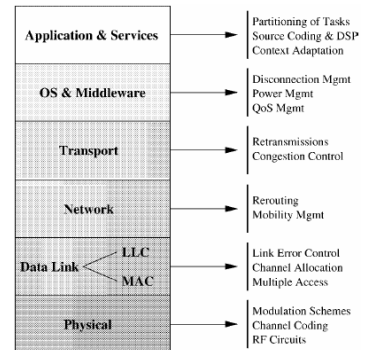 Application & Services
Partitioning of Tasks
Source Coding & DSP
Context Adaptation
OS & Middleware
Disconnection Mgmt
Power Mgmt
QoS Mgmt
Transport
Retransmissions
Congestion Control
Network
Rerouting
Mobility Mgmt
Data Link
LLC
MAC
Link Error Control
Channel Allocation
Multiple Access
Physical
Modulation Schemes
Channel Coding
RF Circuits